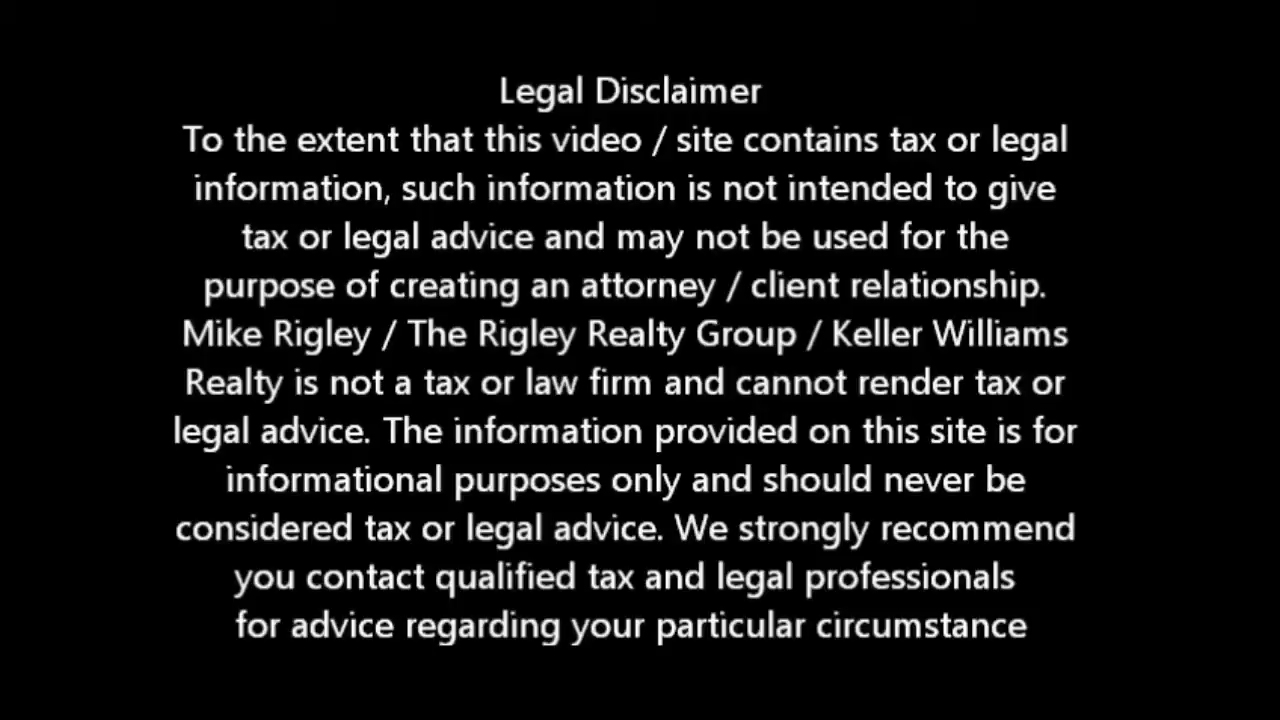 Legal Disclaimer
To the extent that this video / site contains tax or legal
information, such information is not intended to give
tax or legal advice and may not be used for the
purpose of creating an attorney / client relationship.
Mike Rigley / The Rigley Realty Group / Keller Williams
Realty is not a tax or law firm and cannot render tax or
legal advice. The information provided on this site is for
informational purposes only and should never be
considered tax or legal advice. We strongly recommend
you contact qualified tax and legal professionals
for advice regarding your particular circumstance